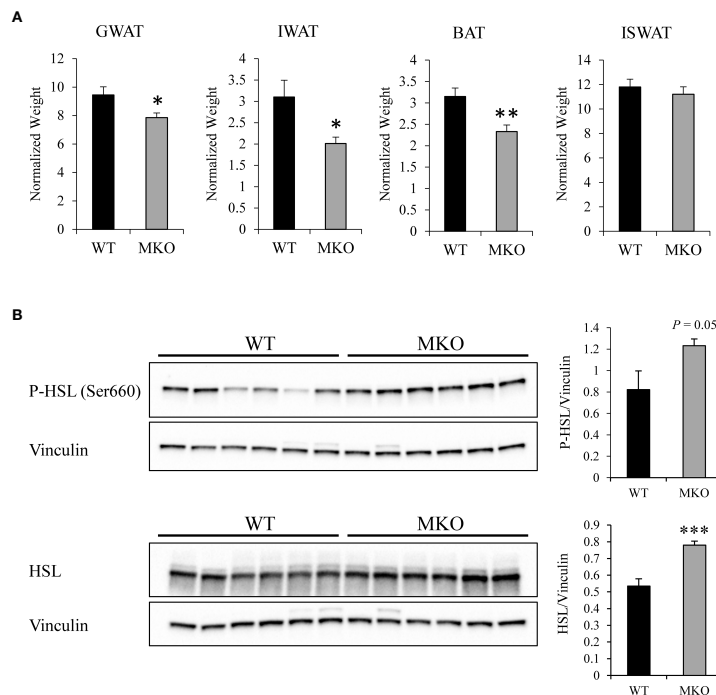 A
GWAT
Normalized Weight
12
10
8
6
4
2
0
*
WT MKO
IWAT
Normalized Weight
4
3.5
3
2.5
2
1.5
1
0.5
0
*
WT MKO
BAT
Normalized Weight
4
3.5
3
2.5
2
1.5
1
0.5
0
**
WT MKO
ISWAT
Normalized Weight
14
12
10
8
6
4
2
0
WT MKO
B
WT MKO
P-HSL (Ser660)
Vinculin
P-HSL/Vinculin
1.4
1.2
1
0.8
0.6
0.4
0.2
0
P = 0.05
WT MKO
WT MKO
HSL
Vinculin
HSL/Vinculin
0.9
0.8
0.7
0.6
0.5
0.4
0.3
0.2
0.1
0
***
WT MKO